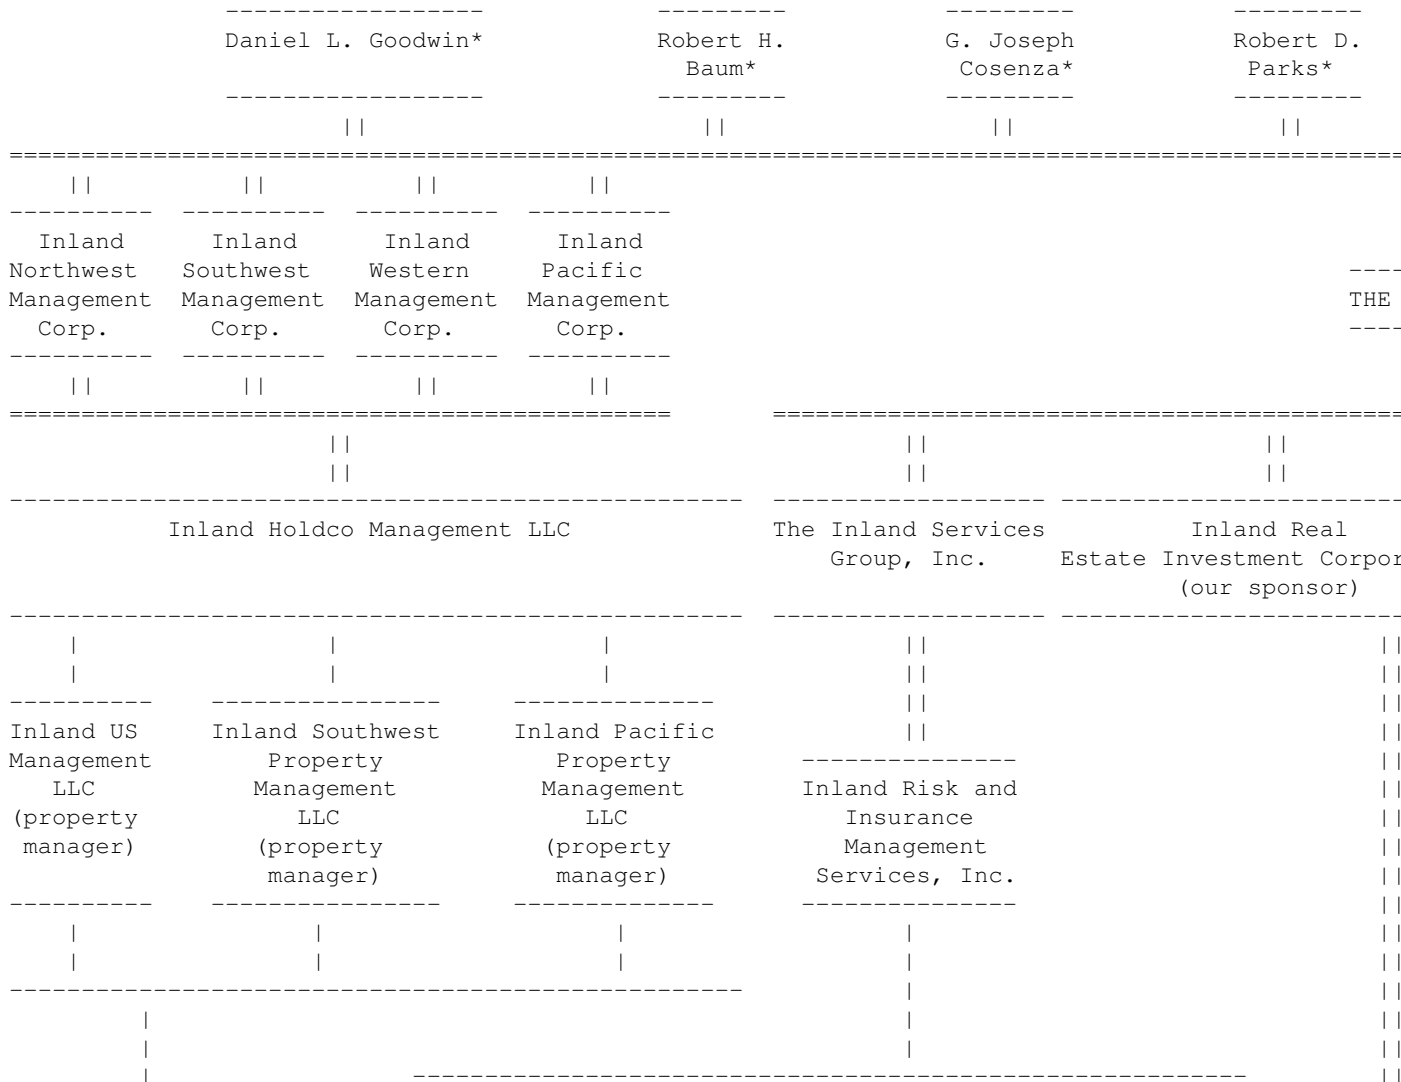 Daniel L. Goodwin* Robert H. G. Joseph Robert D.
Baum* Cosenza* Parks*
Inland Inland Inland Inland
Northwest Southwest Western Pacific
Management Management Management Management THE
Corp. Corp. Corp. Corp.
Inland Holdco Management LLC The Inland Services Inland Real
Group, Inc. Estate Investment Corpor
(our sponsor)
Inland US Inland Southwest Inland Pacific
Management Property Property
LLC Management Management Inland Risk and
(property LLC LLC Insurance
manager) (property (property Management
manager) manager) Services, Inc.